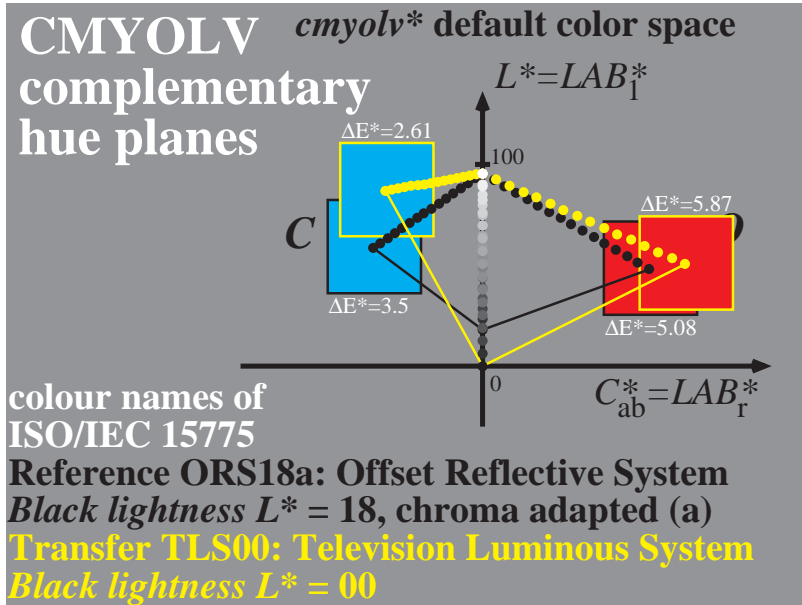 CMYOLV
complementary
hue planes
cmyolv* default color space
L*=LAB*1
ΔE*=2.61
100
ΔE*=5.87
C
ΔE*=3.5
ΔE*=5.08
0
C*ab=LAB*r
colour names of
ISO/IEC 15775
Reference ORS18a: Offset Reflective System
Black lightness L* = 18, chroma adapted (a)
Transfer TLS00: Television Luminous System
Black lightness L* = 00